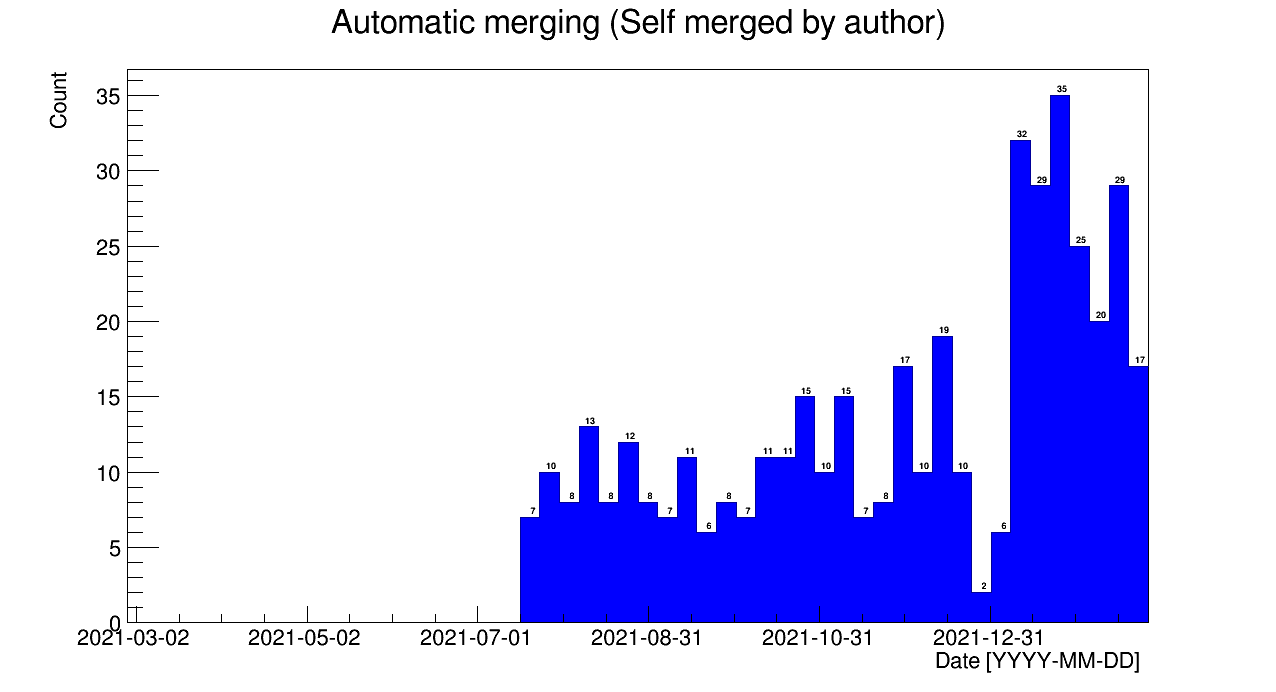 Automatic merging (Self merged by author)
Count
35
30
25
20
15
10
5
0
7 10 8 13 8 12 8 7 11 6 8 7 11 11 15 10 15 7 8 17 10 19 10 2 6 32 29 35 25 20 29 17
2021-03-02 2021-05-02 2021-07-01 2021-08-31 2021-10-31 2021-12-31
Date [YYYY-MM-DD]